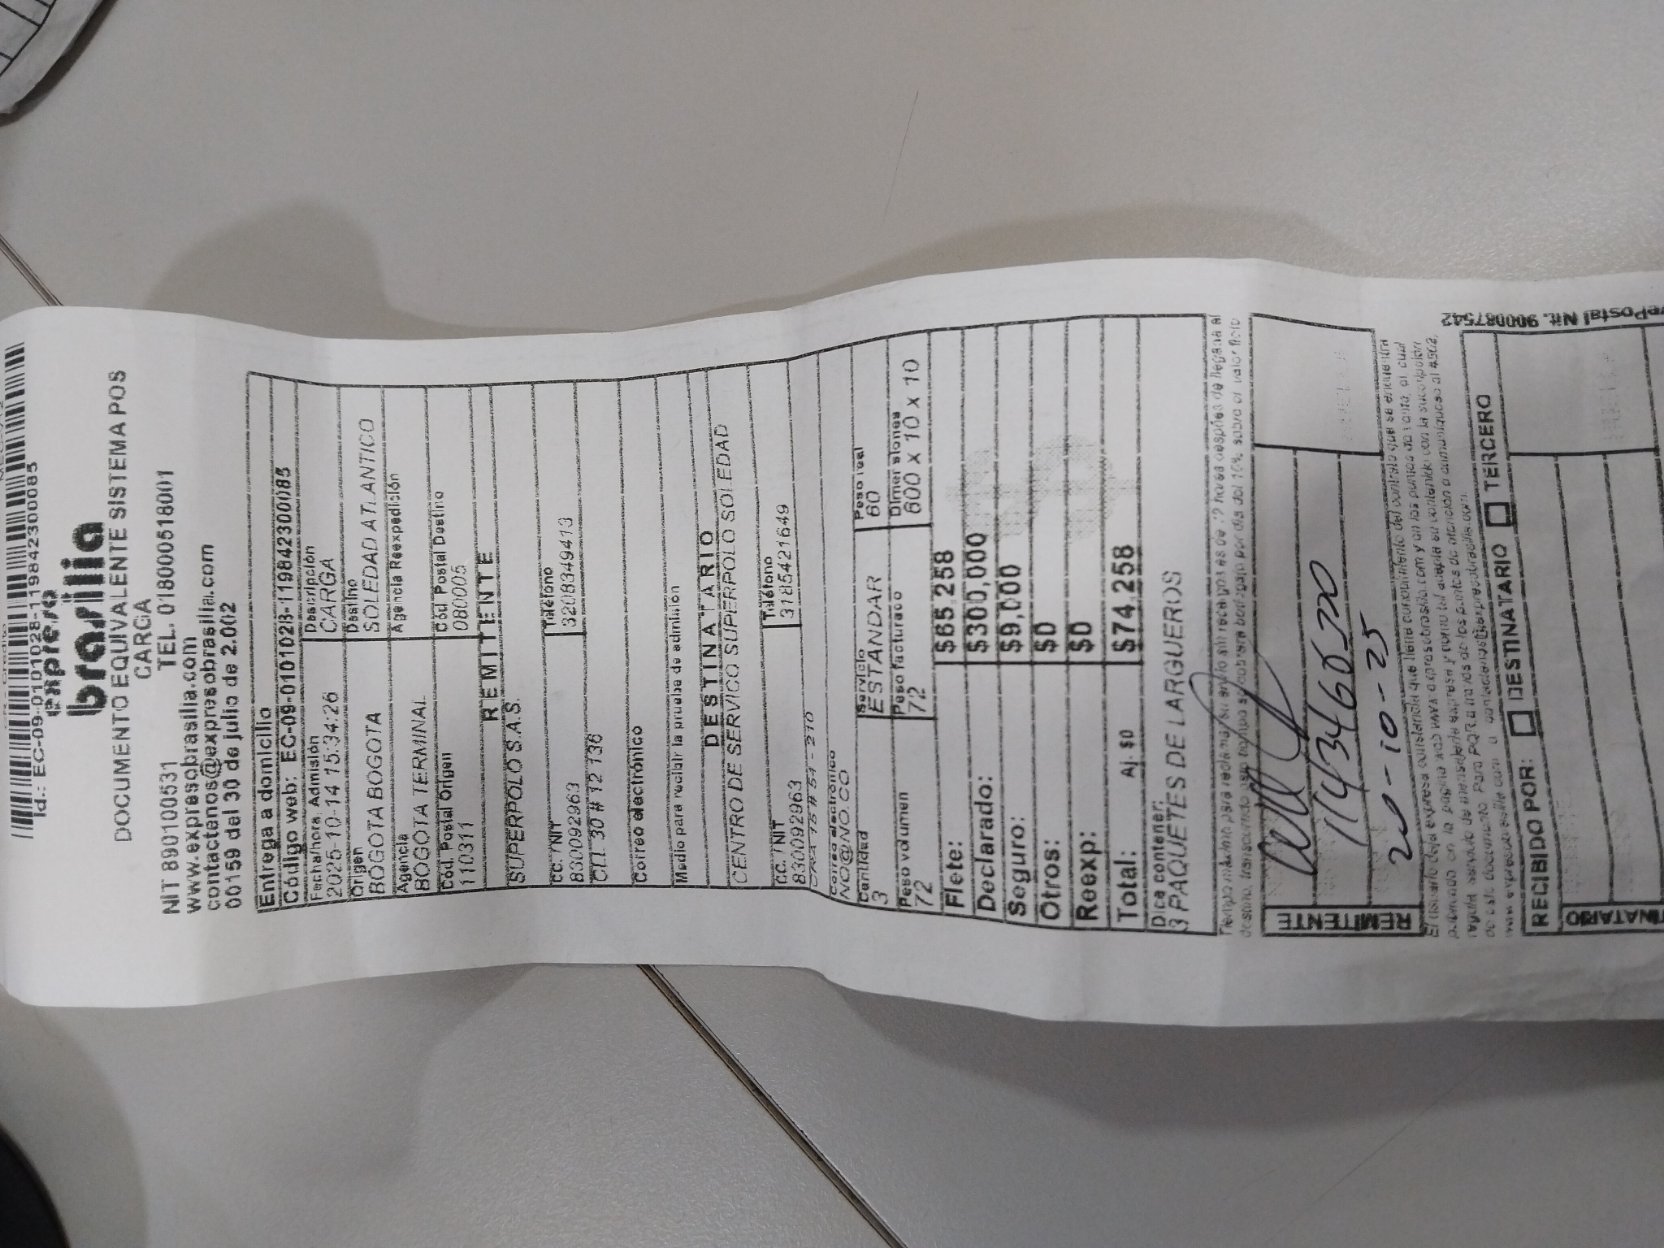 Id.: EC-09-0101028-1198423000085
expreso
brasilia
DOCUMENTO EQUIVALENTE SISTEMA POS
CARGA
NIT 890100531 TEL. 018000518001
www.expresobrasilia.com
contactenos@expresobrasilia.com
00159 del 30 de julio de 2.002
Entrega a domicilio
Código web: EC-09-0101028-1198423000085
Fecha/hora. Admisión Descripción
2025-10-14 15:34:26 CARGA
Origen Destino
BOGOTA BOGOTA SOLEDAD ATLANTICO
Agencia Agencia Reexpedición
BOGOTA TERMINAL
Cód. Postal Origen Cód. Postal Destino
110311 080005
REMITENTE
SUPERPOLO S.A.S.
CC./NIT Teléfono
830092963 3208349413
CLL 30 # 12 136
Correo electrónico
Medio para recibir la prueba de admisión
DESTINATARIO
CENTRO DE SERVICO SUPERPOLO SOLEDAD
CC./NIT Teléfono
830092963 3185421649
Correo electrónico
NO@NO.CO
Cantidad Servicio Peso real
3 ESTANDAR 60
Peso volumen Peso facturado Dimensiones
72 72 600 x 10 x 10
Flete: $65,258
Declarado: $300,000
Seguro: $9,000
Otros: $0
Reexp: $0
Total: Aj. $0 $74,258
Dice contener:
3 PAQUETES DE LARGUEROS
REMITENTE
REMITENTE
20-10-25
RECIBIDO POR: DESTINATARIO TERCERO
Postal Nit. 900087542